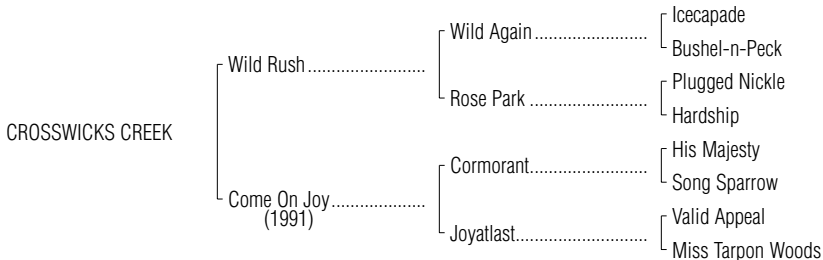 Icecapade
Wild Again
Bushel-n-Peck
Wild Rush
Plugged Nickle
Rose Park
Hardship
CROSSWICKS CREEK
His Majesty
Cormorant
Song Sparrow
Come On Joy
(1991)
Valid Appeal
Joyatlast
Miss Tarpon Woods